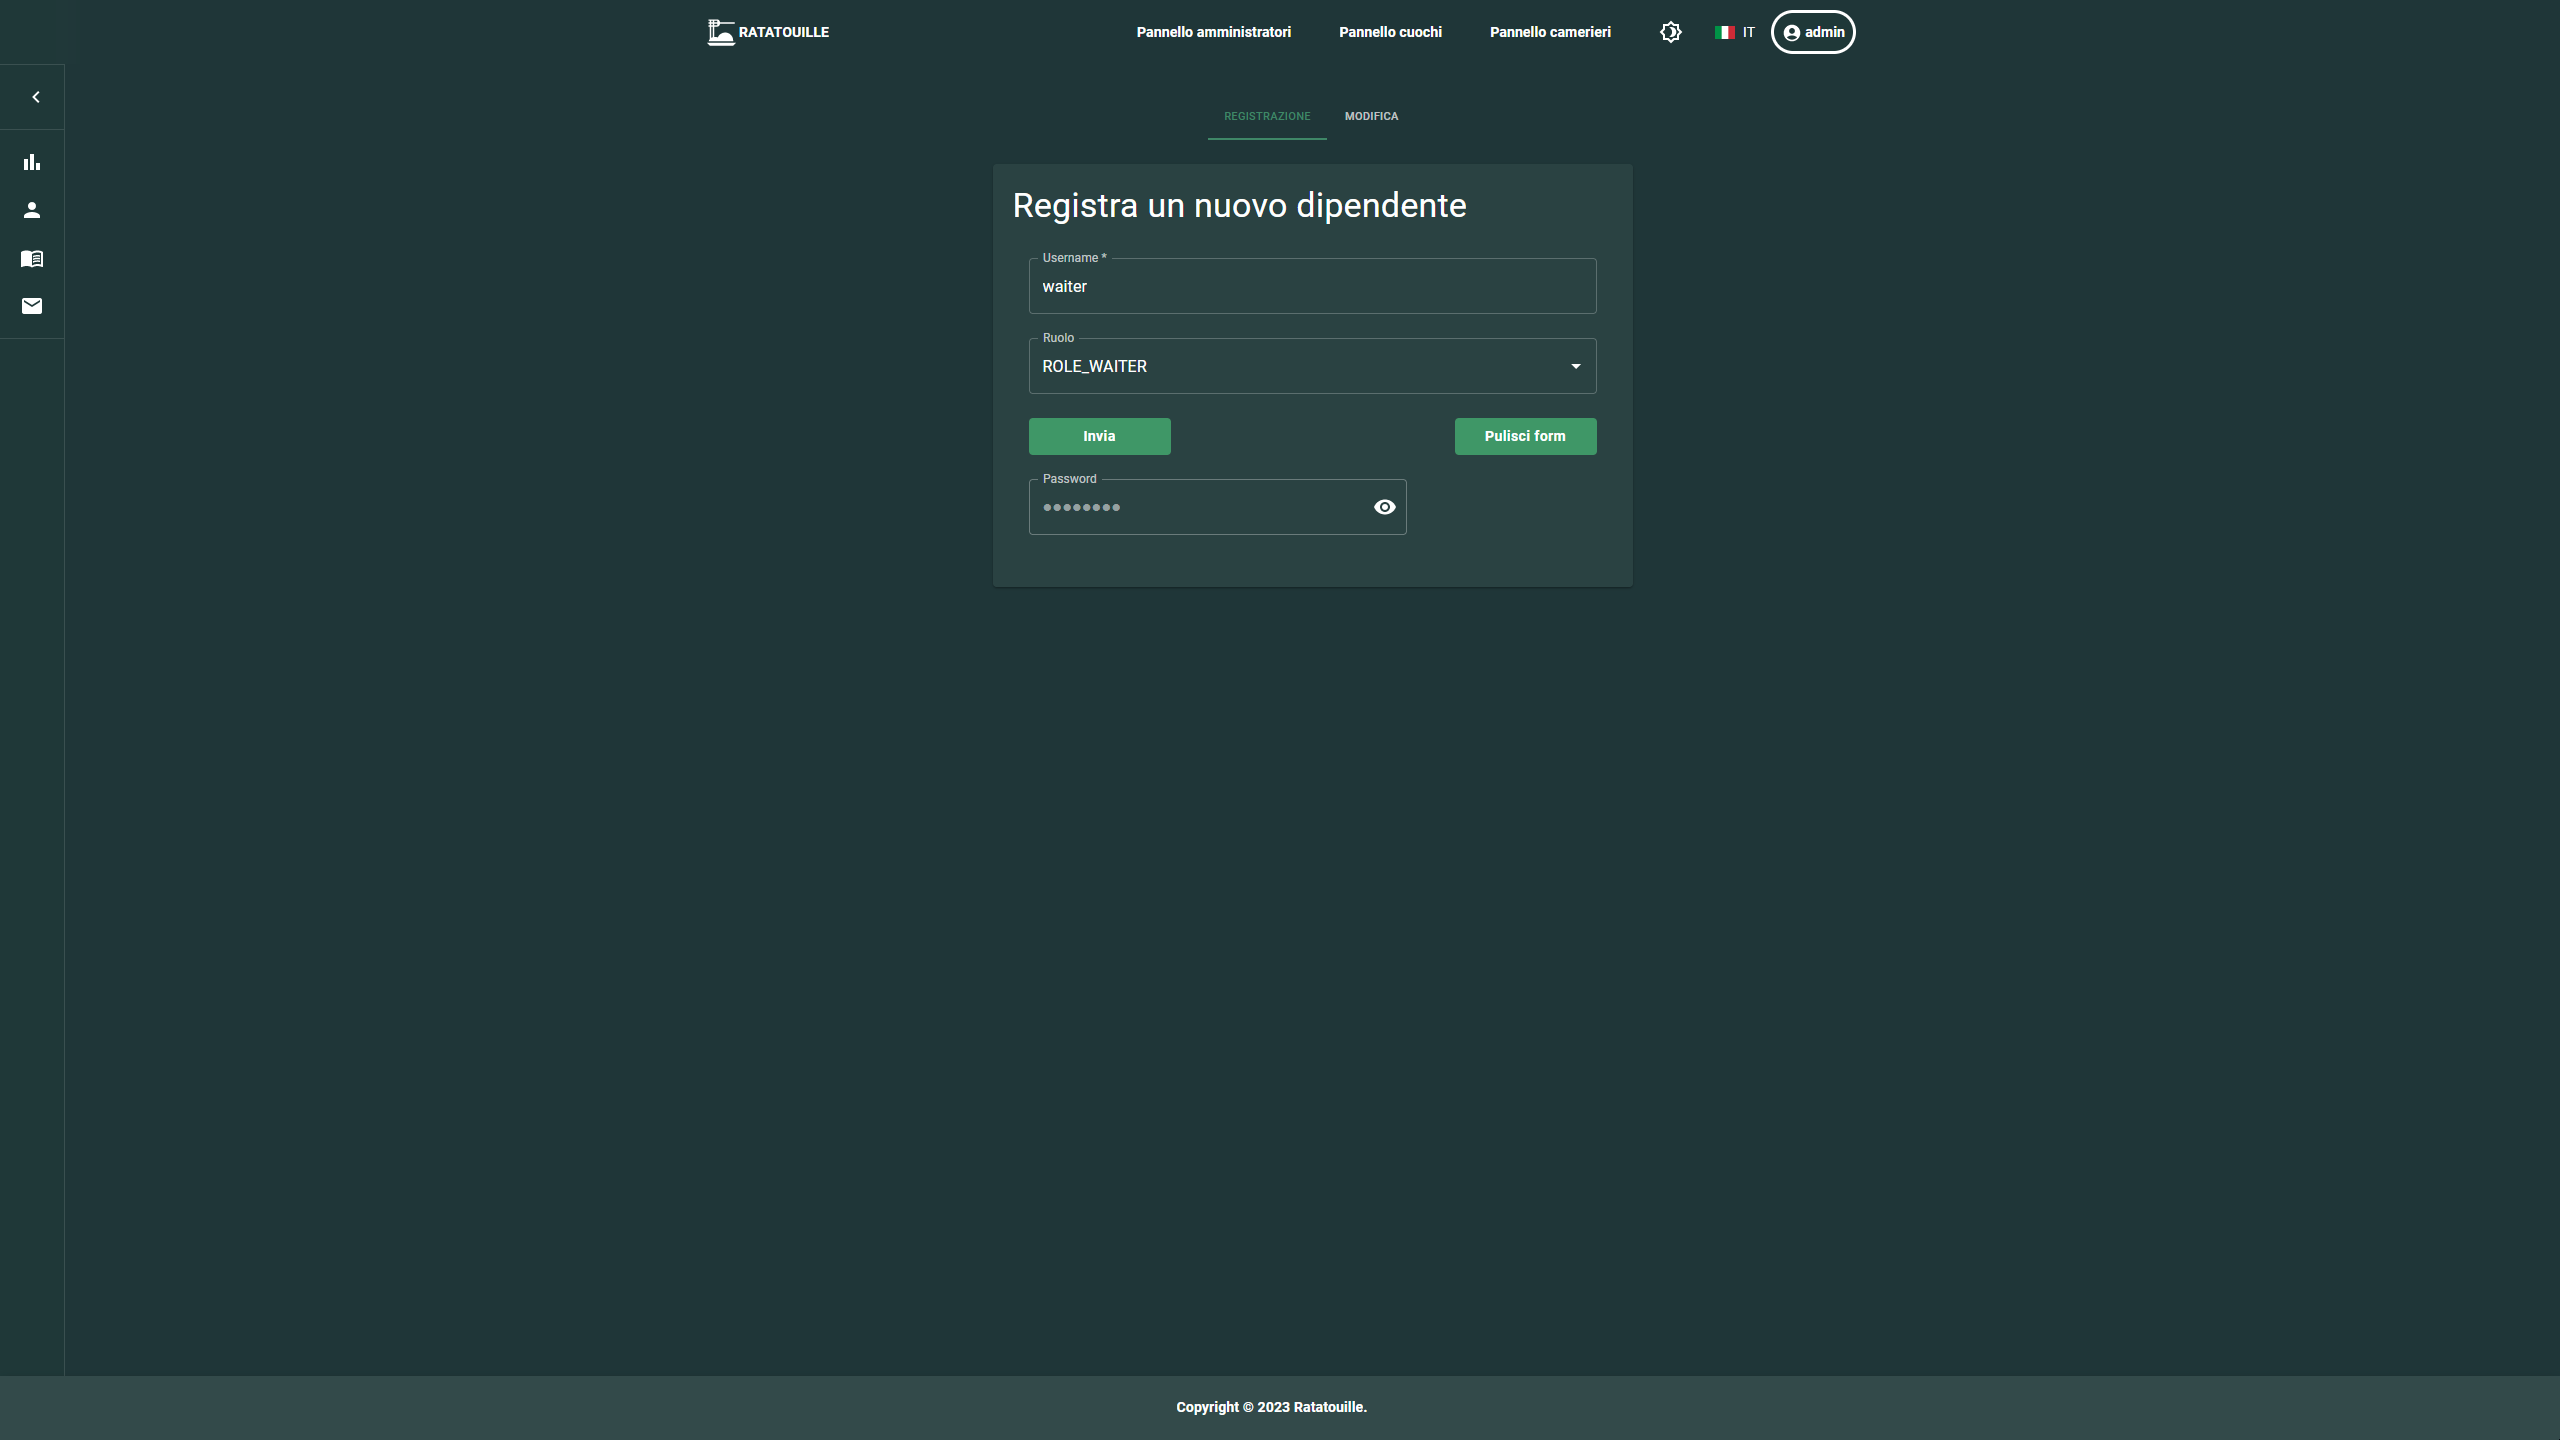 RATATOUILLE
Pannello amministratori
Pannello cuochi
Pannello camerieri
IT
admin
REGISTRAZIONE
MODIFICA
Registra un nuovo dipendente
Username *
waiter
Ruolo
ROLE_WAITER
Invia
Pulisci form
Password
••••••••
Copyright © 2023 Ratatouille.